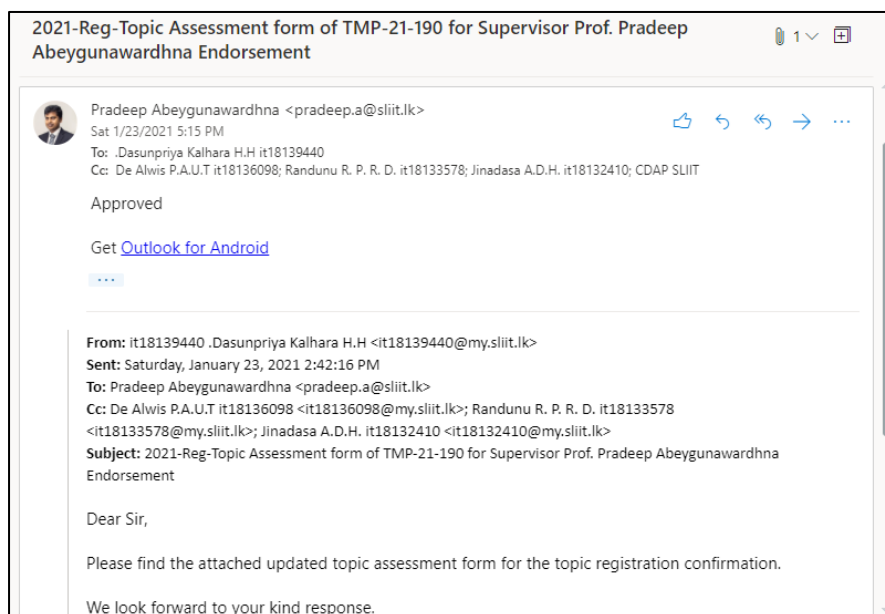 2021-Reg-Topic Assessment form of TMP-21-190 for Supervisor Prof. Pradeep
Abeygunawardhna Endorsement
1
Pradeep Abeygunawardhna <pradeep.a@sliit.lk>
Sat 1/23/2021 5:15 PM
To: .Dasunpriya Kalhara H.H it18139440
Cc: De Alwis P.A.U.T it18136098; Randunu R. P. R. D. it18133578; Jinadasa A.D.H. it18132410; CDAP SLIIT
Approved
Get Outlook for Android
...
From: it18139440 .Dasunpriya Kalhara H.H <it18139440@my.sliit.lk>
Sent: Saturday, January 23, 2021 2:42:16 PM
To: Pradeep Abeygunawardhna <pradeep.a@sliit.lk>
Cc: De Alwis P.A.U.T it18136098 <it18136098@my.sliit.lk>; Randunu R. P. R. D. it18133578
<it18133578@my.sliit.lk>; Jinadasa A.D.H. it18132410 <it18132410@my.sliit.lk>
Subject: 2021-Reg-Topic Assessment form of TMP-21-190 for Supervisor Prof. Pradeep Abeygunawardhna
Endorsement
Dear Sir,
Please find the attached updated topic assessment form for the topic registration confirmation.
We look forward to your kind response.